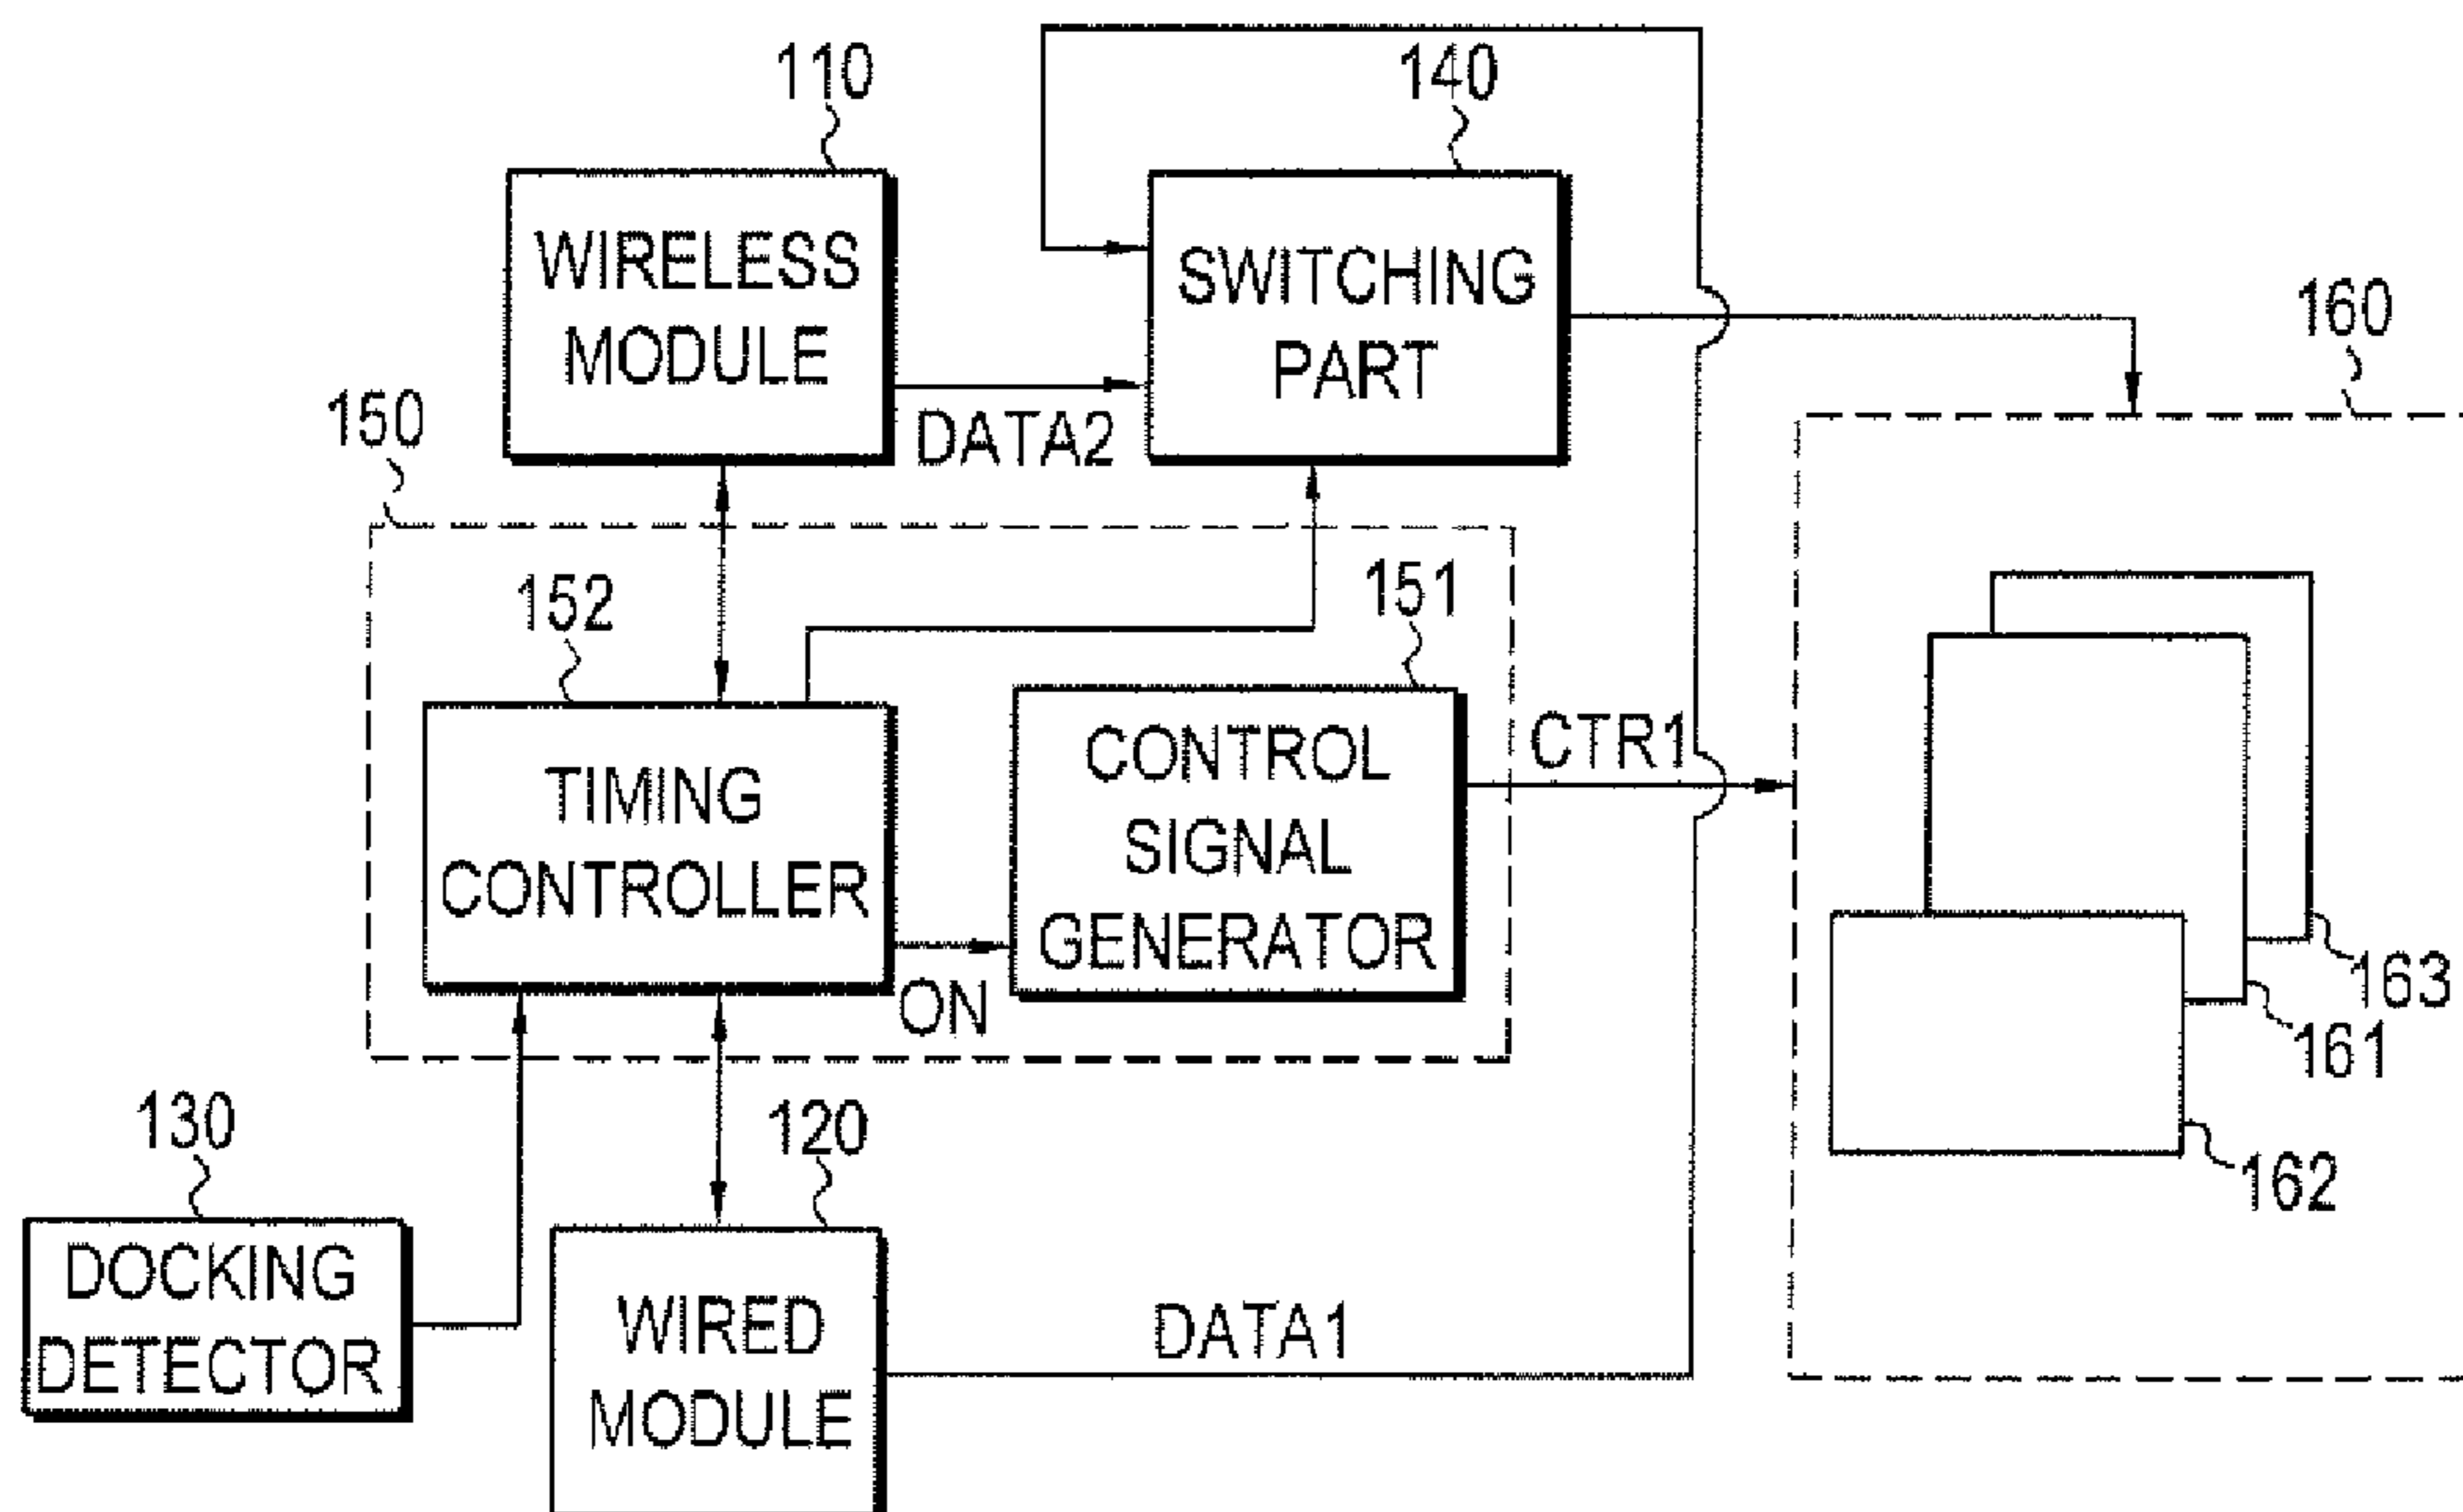 110
140
WIRELESS
MODULE
SWITCHING
PART
160
150
DATA2
152
151
TIMING
CONTROLLER
CONTROL
SIGNAL
GENERATOR
CTR1
ON
163
161
162
130
120
DOCKING
DETECTOR
WIRED
MODULE
DATA1